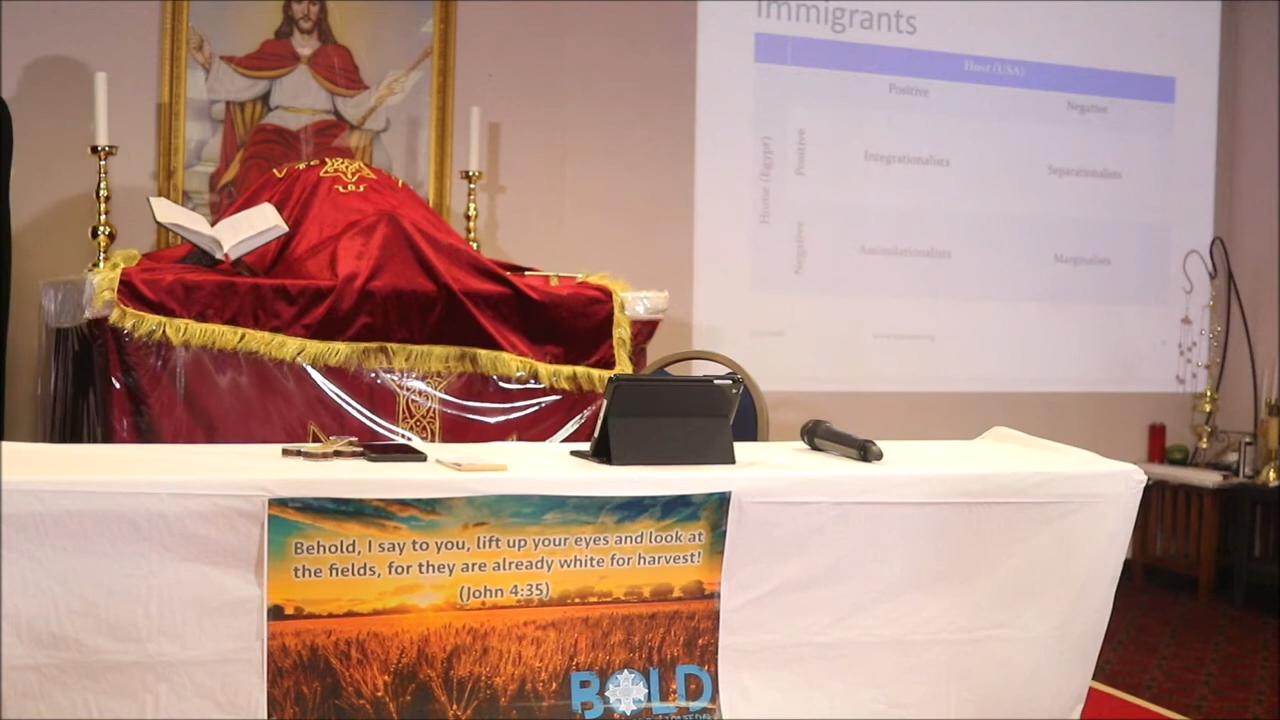 Immigrants
Host (USA)
Positive Negative
Home (Egypt)
Positive
Integrationalists Separationalists
Negative
Assimilationalists Marginalists
Behold, I say to you, lift up your eyes and look at
the fields, for they are already white for harvest!
(John 4:35)
BOLD